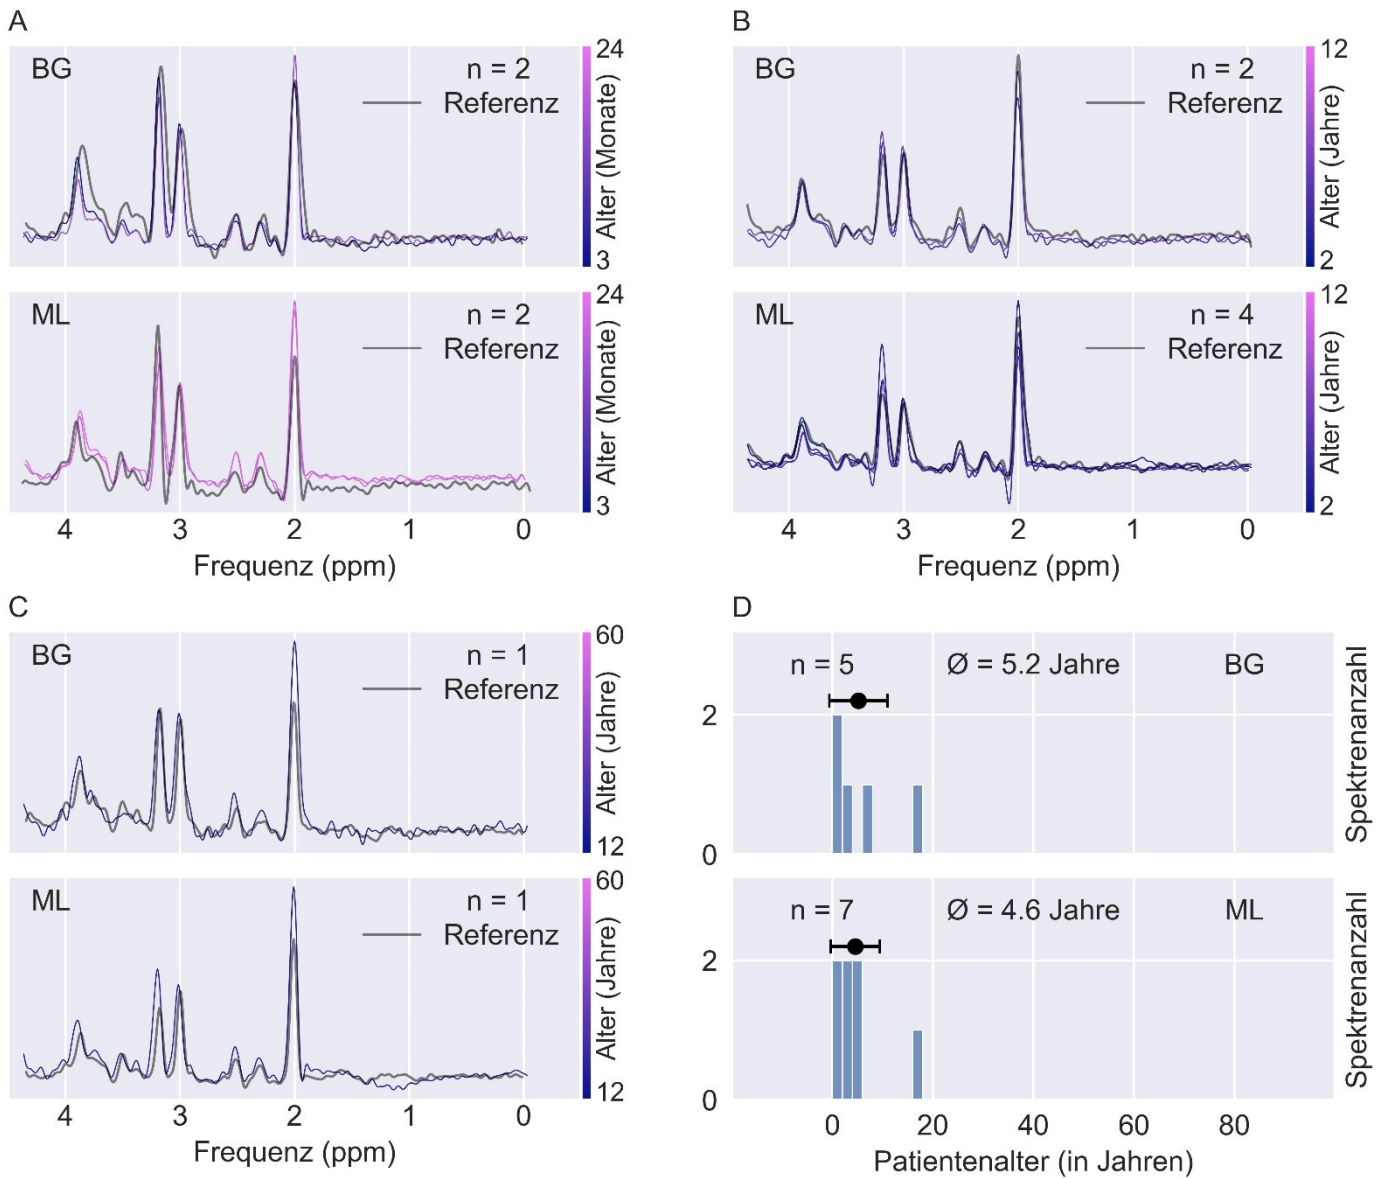 A
BG
n = 2
Referenz
24
Alter (Monate)
3
ML
n = 2
Referenz
24
Alter (Monate)
3
4 3 2 1 0
Frequenz (ppm)
B
BG
n = 2
Referenz
12
Alter (Jahre)
2
ML
n = 4
Referenz
12
Alter (Jahre)
2
4 3 2 1 0
Frequenz (ppm)
C
BG
n = 1
Referenz
60
Alter (Jahre)
12
ML
n = 1
Referenz
60
Alter (Jahre)
12
4 3 2 1 0
Frequenz (ppm)
D
n = 5 Ø = 5.2 Jahre BG
2
0
Spektrenanzahl
n = 7 Ø = 4.6 Jahre ML
2
0
Spektrenanzahl
0 20 40 60 80
Patientenalter (in Jahren)